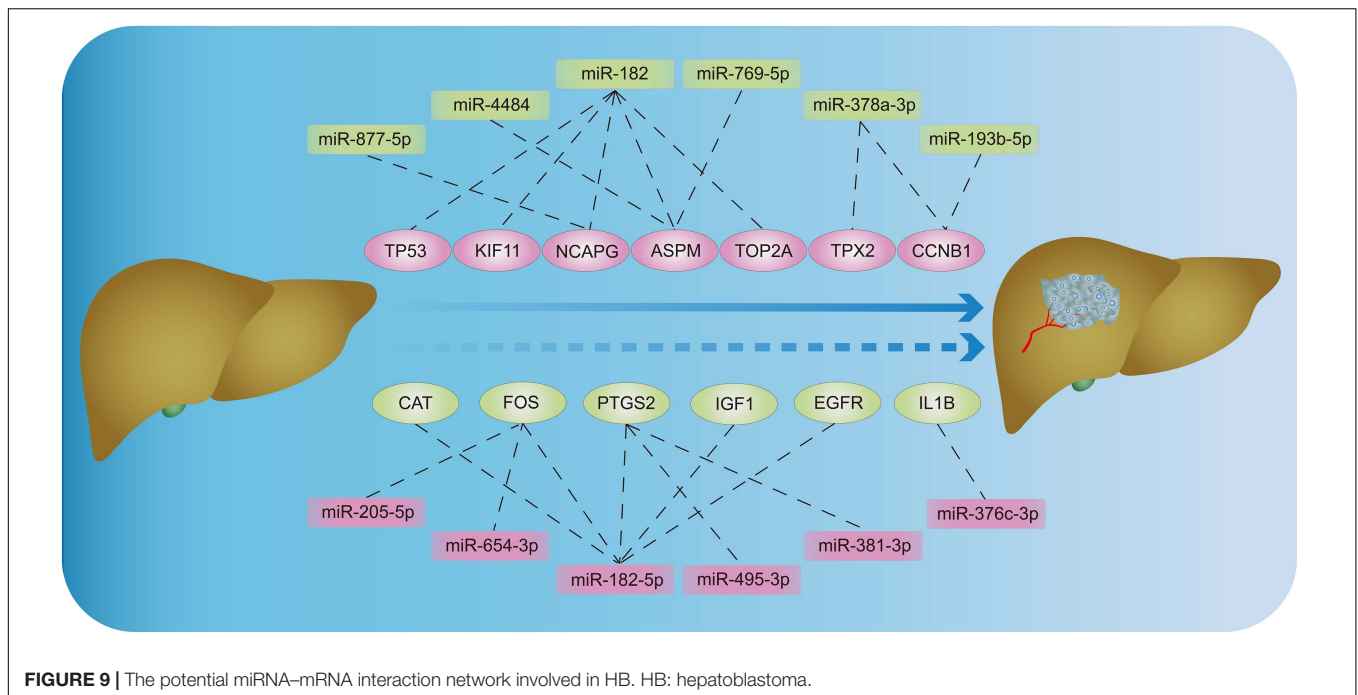 miR-182
miR-769-5p
miR-4484
miR-378a-3p
miR-877-5p
miR-193b-5p
TP53
KIF11
NCAPG
ASPM
TOP2A
TPX2
CCNB1
CAT
FOS
PTGS2
IGF1
EGFR
IL1B
miR-205-5p
miR-376c-3p
miR-654-3p
miR-381-3p
miR-182-5p
miR-495-3p
FIGURE 9 | The potential miRNA–mRNA interaction network involved in HB. HB: hepatoblastoma.